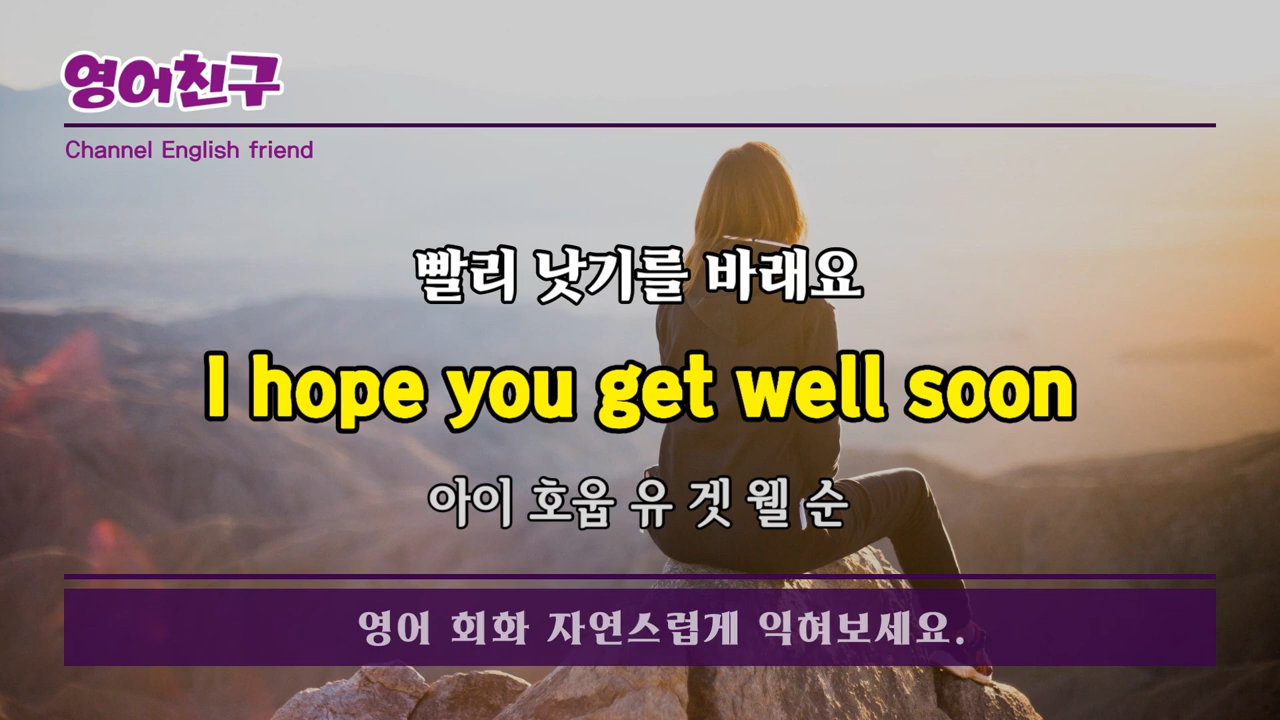 영어친구
Channel English friend
빨리 낫기를 바래요
I hope you get well soon
아이 호웁 유 겟 웰 순
영어 회화 자연스럽게 익혀보세요.